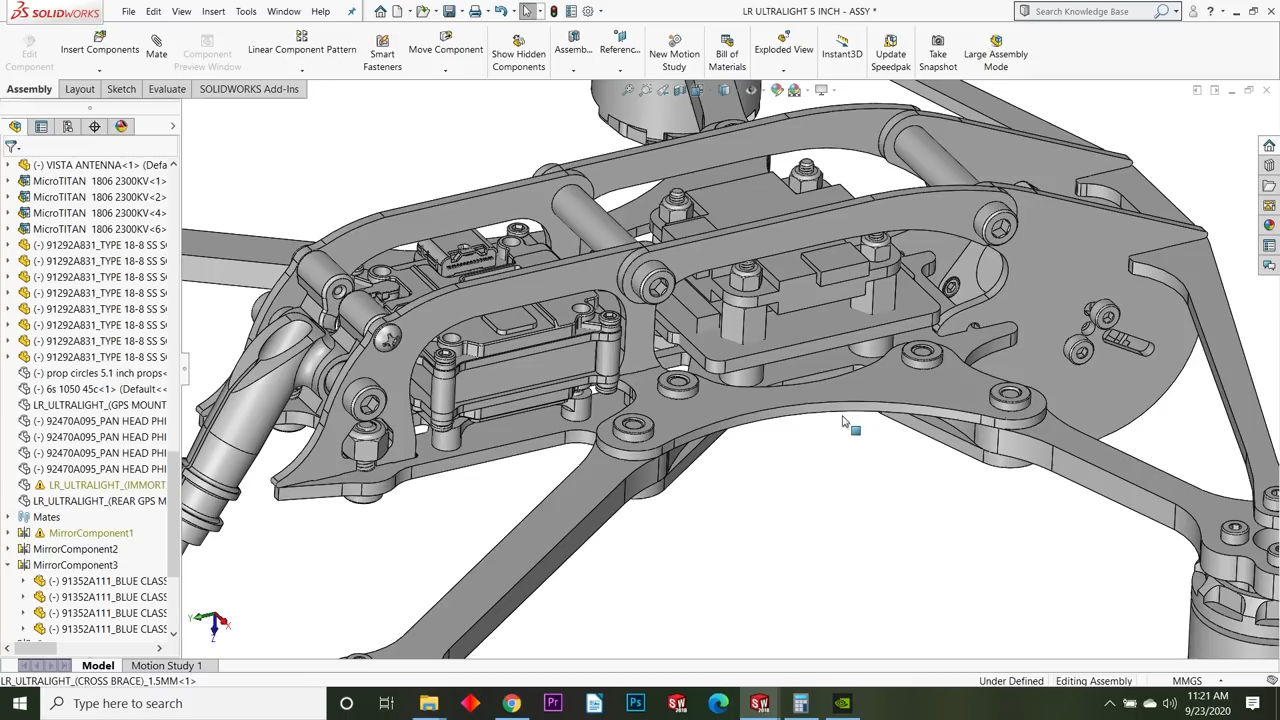 SOLIDWORKS
File
Edit
View
Insert
Tools
Window
Help
LR ULTRALIGHT 5 INCH - ASSY *
Search Knowledge Base
Edit
Component
Insert Components
Mate
Component
Preview Window
Linear Component Pattern
Smart
Fasteners
Move Component
Show Hidden
Components
Assemb...
Referenc...
New Motion
Study
Bill of
Materials
Exploded View
Instant3D
Update
Speedpak
Take
Snapshot
Large Assembly
Mode
Assembly
Layout
Sketch
Evaluate
SOLIDWORKS Add-Ins
(-) VISTA ANTENNA<1> (Defa
MicroTITAN 1806 2300KV<1>
MicroTITAN 1806 2300KV<2>
MicroTITAN 1806 2300KV<4>
MicroTITAN 1806 2300KV<6>
(-) 91292A831_TYPE 18-8 SS SC
(-) 91292A831_TYPE 18-8 SS SC
(-) 91292A831_TYPE 18-8 SS SC
(-) 91292A831_TYPE 18-8 SS SC
(-) 91292A831_TYPE 18-8 SS SC
(-) 91292A831_TYPE 18-8 SS SC
(-) 91292A831_TYPE 18-8 SS SC
(-) 91292A831_TYPE 18-8 SS SC
(-) prop circles 5.1 inch props<
(-) 6s 1050 45c<1> (Default<<
LR_ULTRALIGHT_(GPS MOUNT
(-) 92470A095_PAN HEAD PHI
(-) 92470A095_PAN HEAD PHI
(-) 92470A095_PAN HEAD PHI
(-) 92470A095_PAN HEAD PHI
LR_ULTRALIGHT_(IMMORT
LR_ULTRALIGHT_(REAR GPS M
Mates
MirrorComponent1
MirrorComponent2
MirrorComponent3
(-) 91352A111_BLUE CLASS
(-) 91352A111_BLUE CLASS
(-) 91352A111_BLUE CLASS
(-) 91352A111_BLUE CLASS
Y
X
Z
Model
Motion Study 1
LR_ULTRALIGHT_(CROSS BRACE)_1.5MM<1>
Under Defined
Editing Assembly
MMGS
Type here to search
11:21 AM
9/23/2020